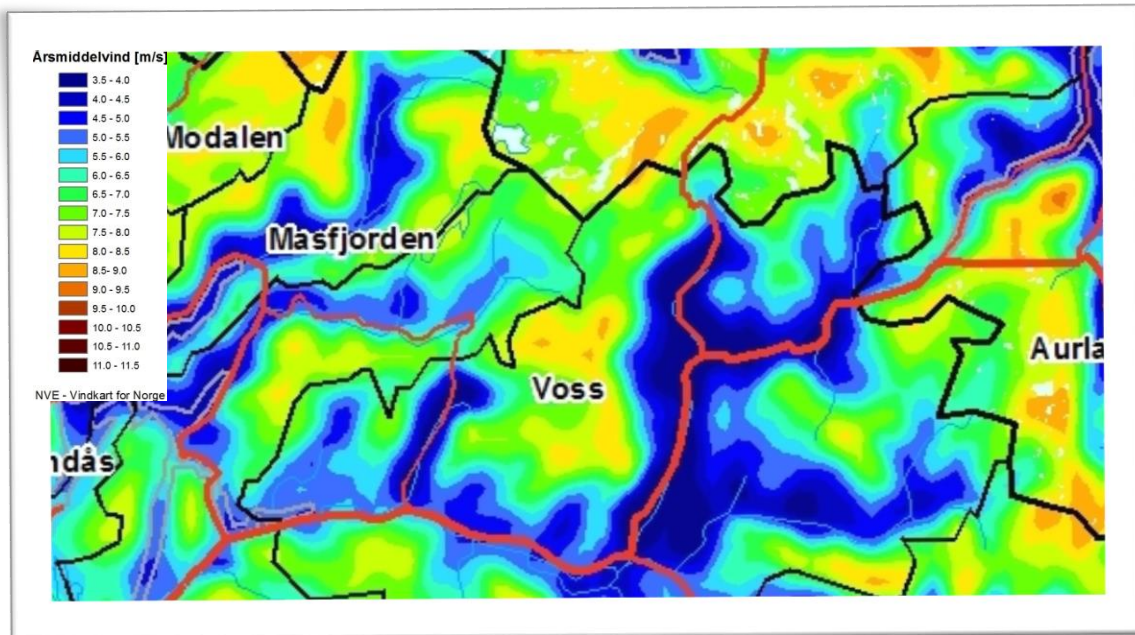 Årsmiddelvind [m/s]
3.5 - 4.0
4.0 - 4.5
4.5 - 5.0
5.0 - 5.5
5.5 - 6.0
6.0 - 6.5
6.5 - 7.0
7.0 - 7.5
7.5 - 8.0
8.0 - 8.5
8.5- 9.0
9.0 - 9.5
9.5 - 10.0
10.0 - 10.5
10.5 - 11.0
11.0 - 11.5
NVE - Vindkart for Norge
Modalen
Masfjorden
Voss
Aurla
ndås